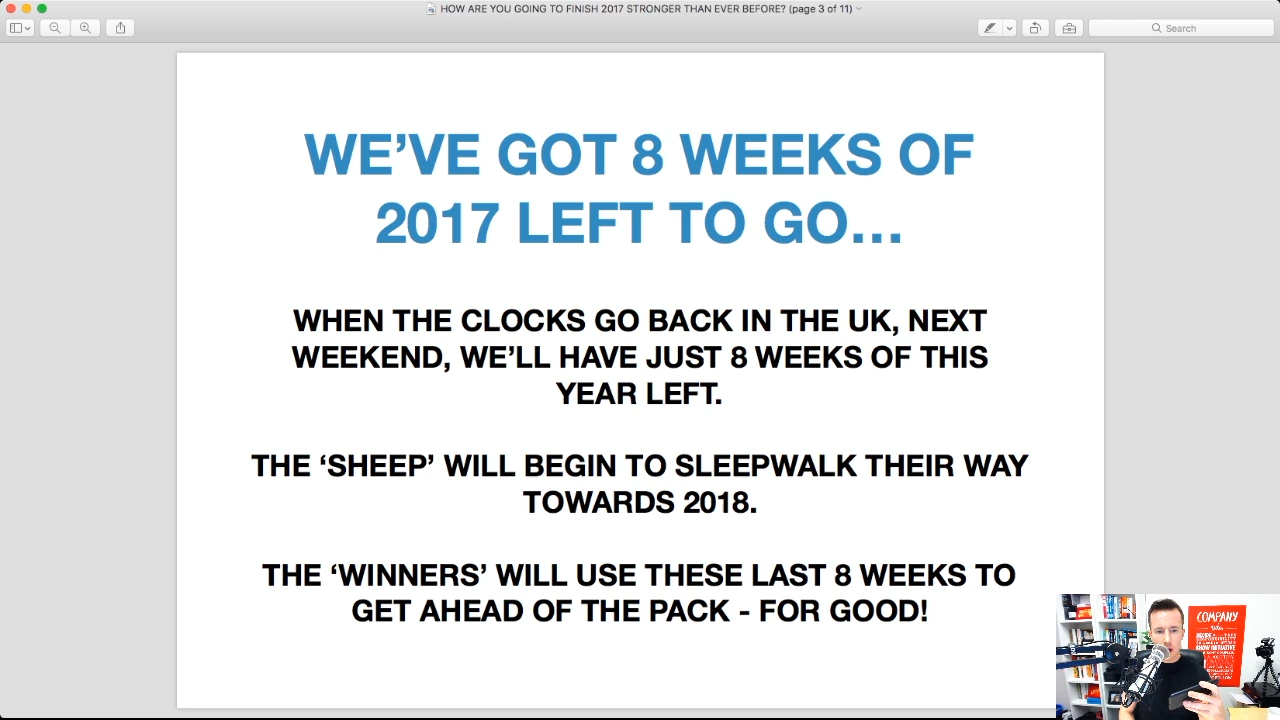 HOW ARE YOU GOING TO FINISH 2017 STRONGER THAN EVER BEFORE? (page 3 of 11)
Search
WE’VE GOT 8 WEEKS OF
2017 LEFT TO GO…
WHEN THE CLOCKS GO BACK IN THE UK, NEXT
WEEKEND, WE’LL HAVE JUST 8 WEEKS OF THIS
YEAR LEFT.
THE ‘SHEEP’ WILL BEGIN TO SLEEPWALK THEIR WAY
TOWARDS 2018.
THE ‘WINNERS’ WILL USE THESE LAST 8 WEEKS TO
GET AHEAD OF THE PACK - FOR GOOD!
COMPANY
SHOW INITIATIVE